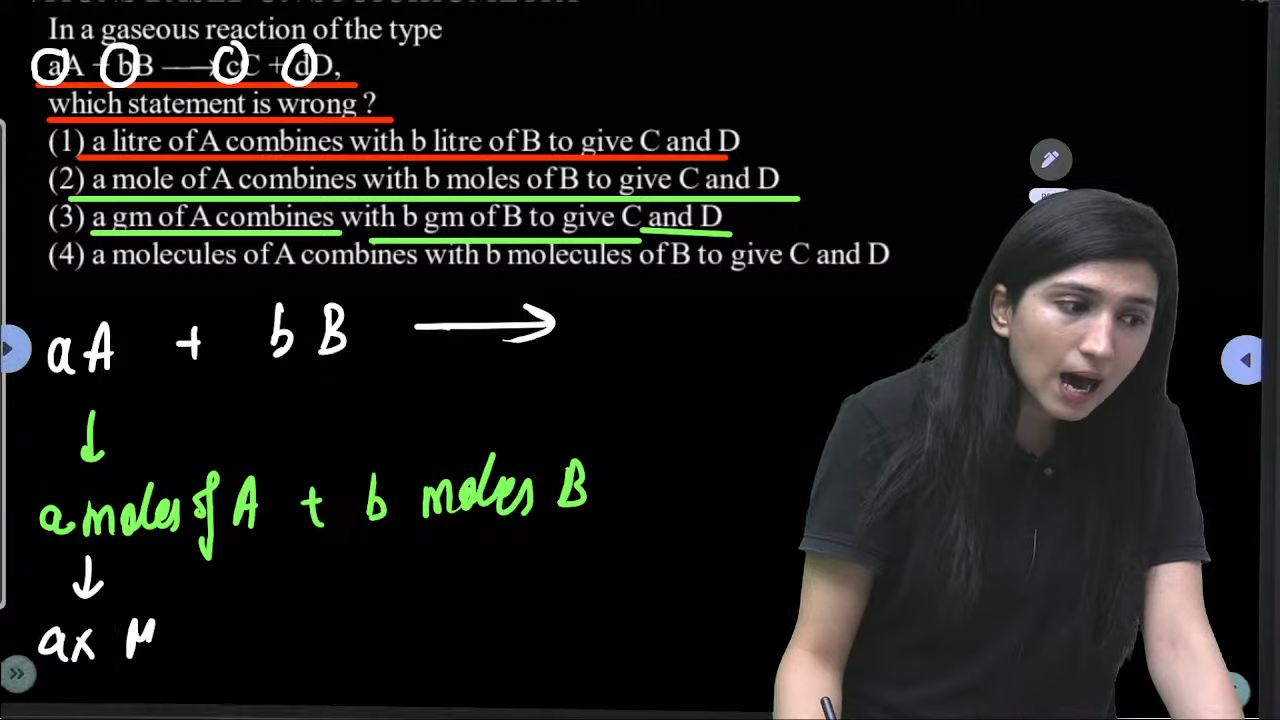 In a gaseous reaction of the type
aA + bB ⟶ cC + dD,
which statement is wrong ?
(1) a litre of A combines with b litre of B to give C and D
(2) a mole of A combines with b moles of B to give C and D
(3) a gm of A combines with b gm of B to give C and D
(4) a molecules of A combines with b molecules of B to give C and D
aA + bB ⟶
↓
a moles of A + b moles B
↓
a× M